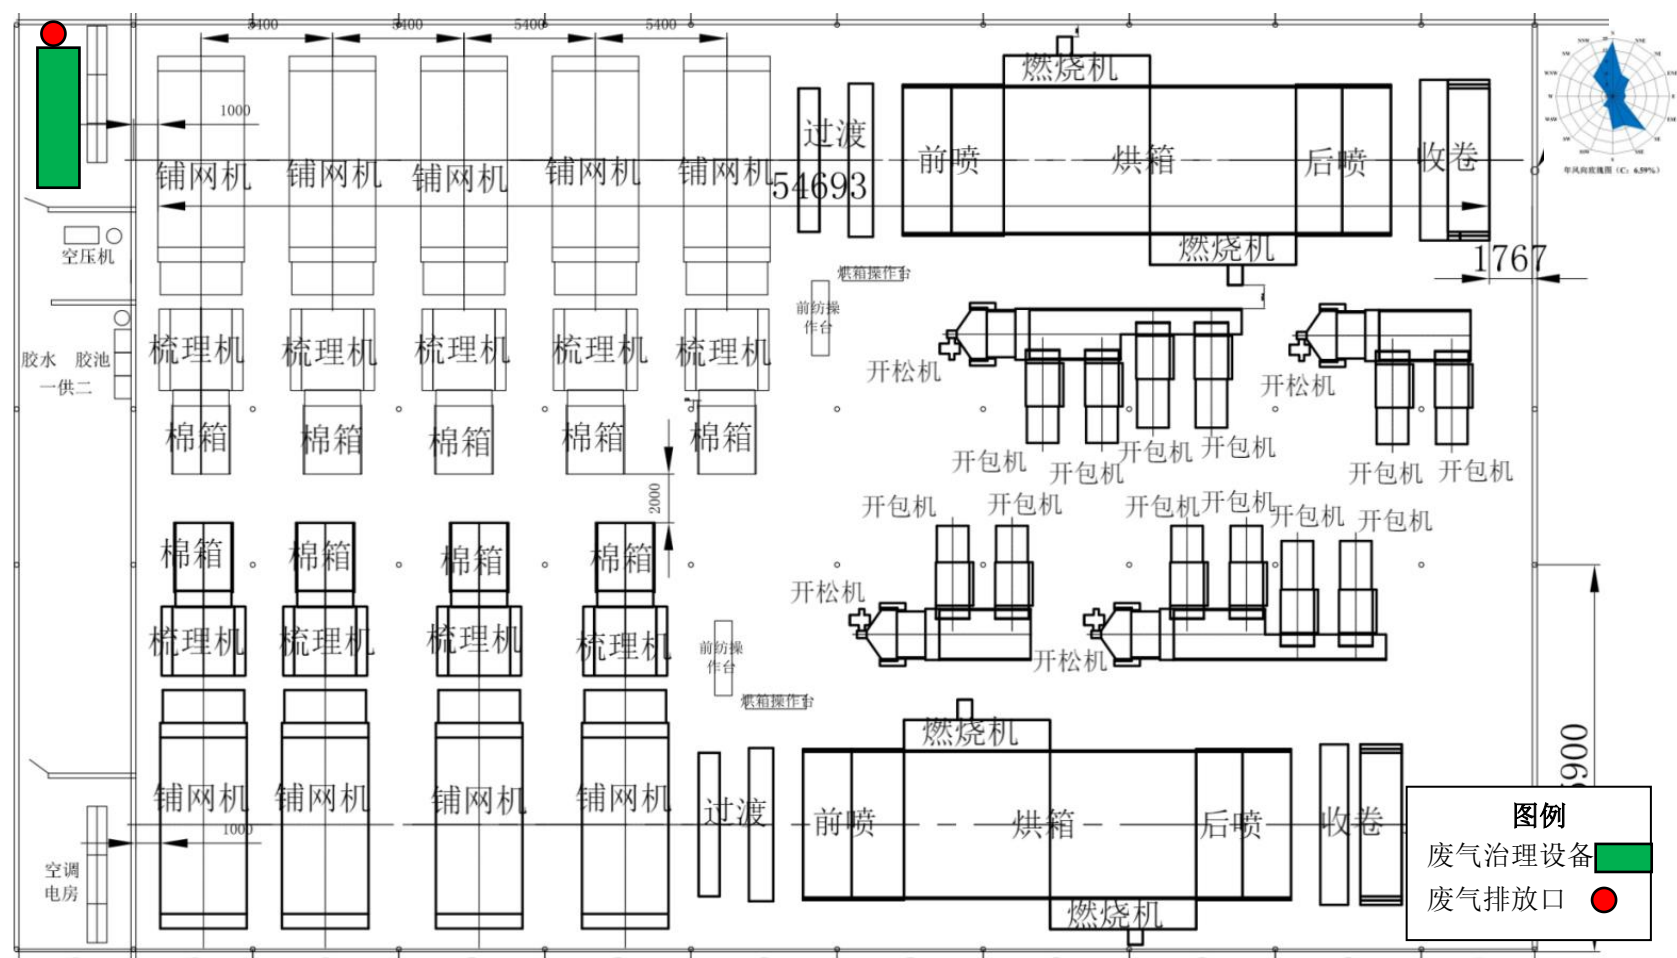 5400 5400 5400 5400
1000
燃烧机
过渡
前喷 烘箱 后喷 收卷
铺网机 铺网机 铺网机 铺网机 铺网机
54693
年风向玫瑰图（C：6.59%）
燃烧机
1767
空压机
烘箱操作台
前纺操
作台
梳理机 梳理机 梳理机 梳理机 梳理机
胶水 胶池
一供二
开松机 开松机
棉箱 棉箱 棉箱 棉箱 棉箱
开包机 开包机 开包机 开包机 开包机 开包机
2000
开包机 开包机 开包机 开包机 开包机 开包机
棉箱 棉箱 棉箱 棉箱
开松机 开松机
梳理机 梳理机 梳理机 梳理机
前纺操
作台
烘箱操作台
燃烧机
铺网机 铺网机 铺网机 铺网机
过渡 前喷 烘箱 后喷 收卷
1000
空调
电房
燃烧机
图例
废气治理设备
废气排放口